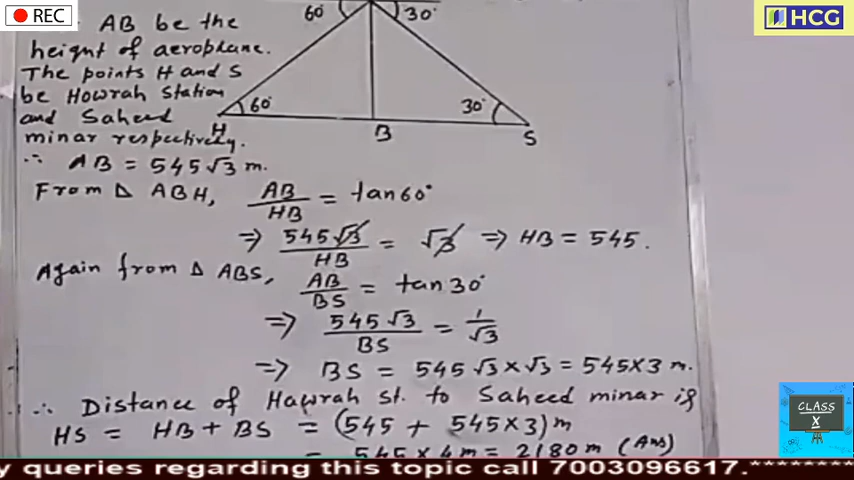 REC
HCG
60° 30°
AB be the
height of aeroplane.
The points H and S
be Howrah Station
and Saheed
minar respectively.
60° 30°
H B S
∴ AB = 545√3 m.
From Δ ABH, AB/HB = tan60°
⇒ 545√3/HB = √3 ⇒ HB = 545.
Again from Δ ABS, AB/BS = tan30°
⇒ 545√3/BS = 1/√3
⇒ BS = 545√3×√3 = 545×3 m.
∴ Distance of Hawrah st. to Saheed minar is
HS = HB + BS = (545 + 545×3) m
= 545×4 m = 2180 m (Ans)
CLASS
X
y queries regarding this topic call 7003096617.********